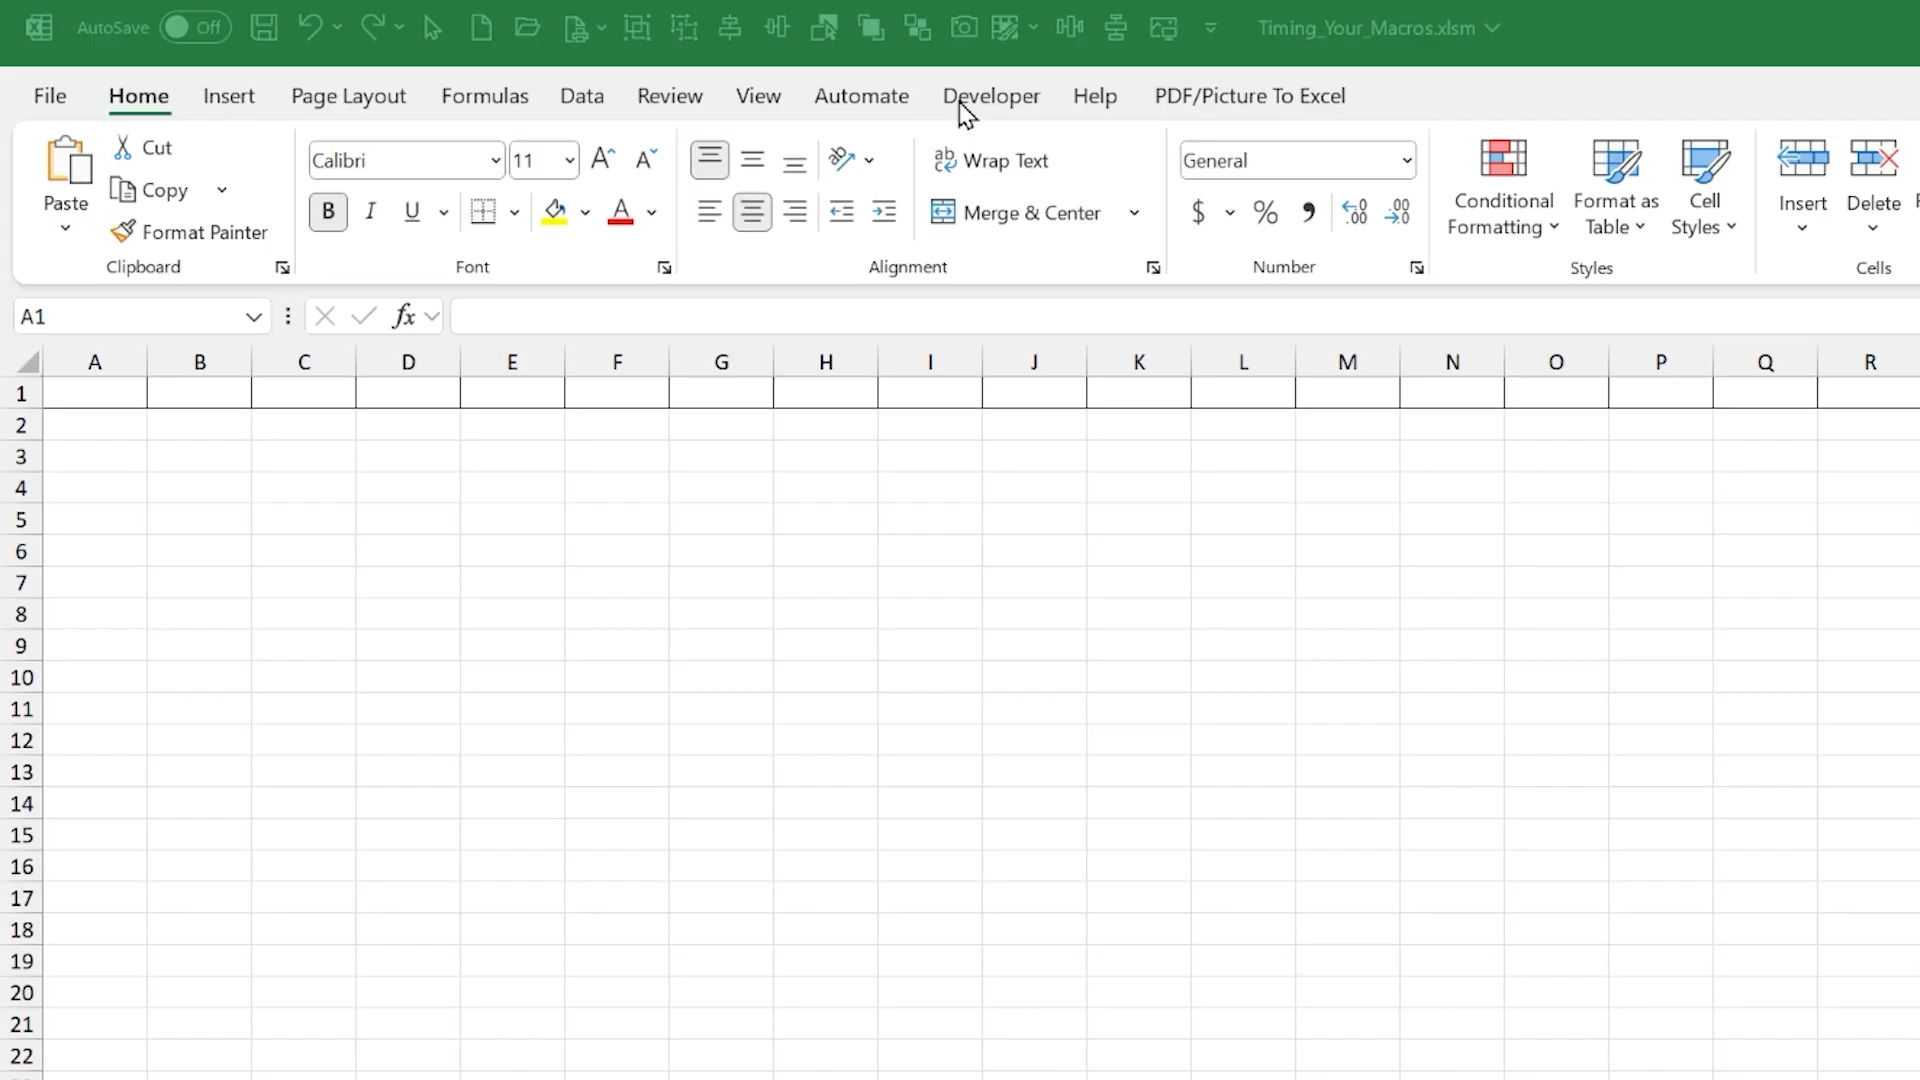 AutoSave Off Timing_Your_Macros.xlsm
File Home Insert Page Layout Formulas Data Review View Automate Developer Help PDF/Picture To Excel
Paste
Cut
Copy
Format Painter
Clipboard
Calibri 11
B I U
Font
Wrap Text
Merge & Center
Alignment
General
$ % , .00 .00
Number
Conditional Formatting
Format as Table
Cell Styles
Styles
Insert
Delete
Cells
A1 fx
A B C D E F G H I J K L M N O P Q R
1
2
3
4
5
6
7
8
9
10
11
12
13
14
15
16
17
18
19
20
21
22